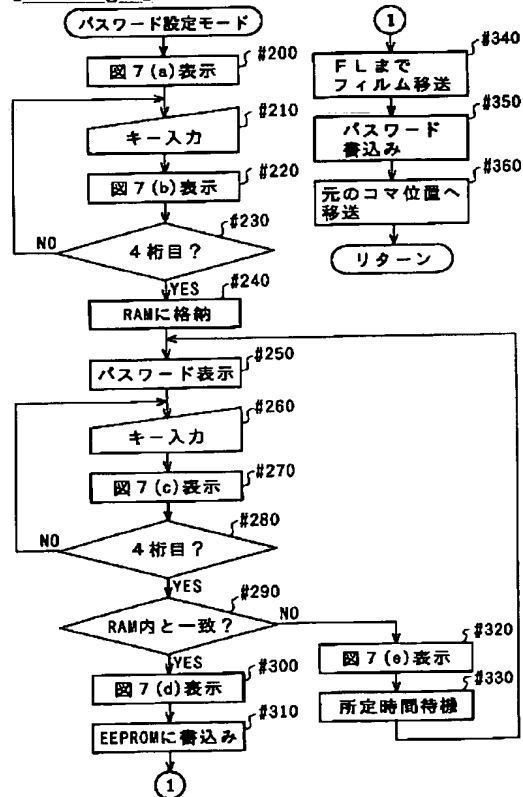 パスワード設定モード
#200
図7(a)表示
#210
キー入力
#220
図7(b)表示
#230
4桁目?
NO
YES
#240
RAMに格納
#250
パスワード表示
#260
キー入力
#270
図7(c)表示
#280
4桁目?
NO
YES
#290
RAM内と一致?
NO
YES
#300
図7(d)表示
#310
EEPROMに書込み
1
#320
図7(e)表示
#330
所定時間待機
1
#340
FLまで
フィルム移送
#350
パスワード
書込み
#360
元のコマ位置へ
移送
リターン